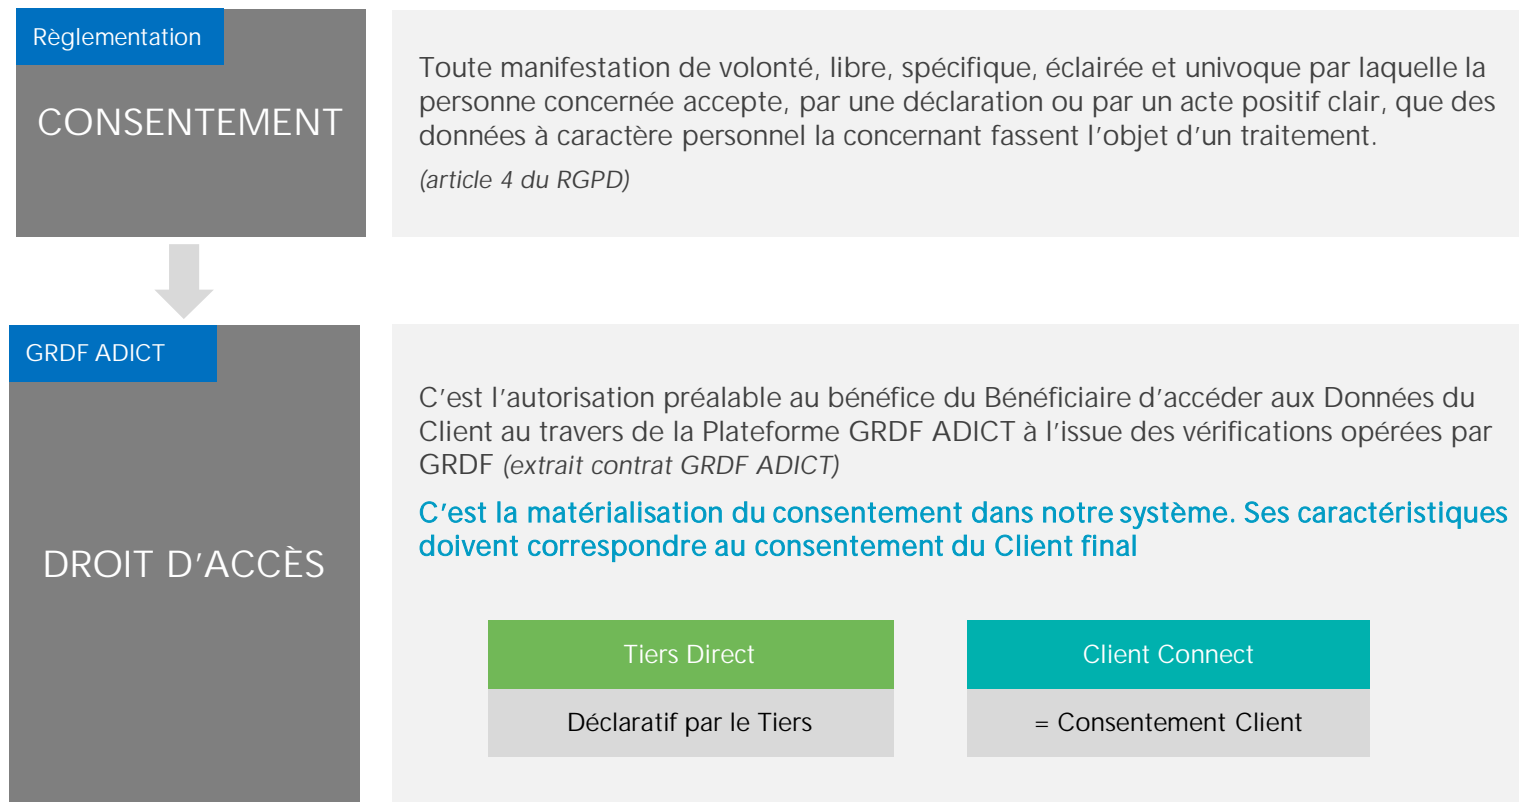 Règlementation
CONSENTEMENT
Toute manifestation de volonté, libre, spécifique, éclairée et univoque par laquelle la
personne concernée accepte, par une déclaration ou par un acte positif clair, que des
données à caractère personnel la concernant fassent l’objet d’un traitement.
(article 4 du RGPD)
GRDF ADICT
DROIT D’ACCÈS
C’est l’autorisation préalable au bénéfice du Bénéficiaire d’accéder aux Données du
Client au travers de la Plateforme GRDF ADICT à l’issue des vérifications opérées par
GRDF (extrait contrat GRDF ADICT)
C’est la matérialisation du consentement dans notre système. Ses caractéristiques
doivent correspondre au consentement du Client final
Tiers Direct
Déclaratif par le Tiers
Client Connect
= Consentement Client